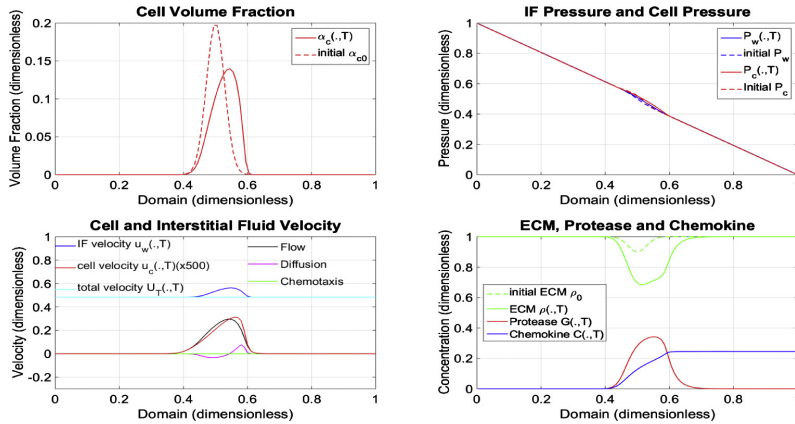 Cell Volume Fraction
Volume Fraction (dimensionless)
0.2
0.15
0.1
0.05
0
α_c(.,T)
initial α_c0
0 0.2 0.4 0.6 0.8 1
Domain (dimensionless)
IF Pressure and Cell Pressure
Pressure (dimensionless)
1
0.8
0.6
0.4
0.2
0
P_w(.,T)
initial P_w
P_c(.,T)
Initial P_c
0 0.2 0.4 0.6 0.8 1
Domain (dimensionless)
Cell and Interstitial Fluid Velocity
Velocity (dimensionless)
1
0.8
0.6
0.4
0.2
0
-0.2
IF velocity u_w(.,T)
cell velocity u_c(.,T)(x500)
total velocity U_T(.,T)
Flow
Diffusion
Chemotaxis
0 0.2 0.4 0.6 0.8 1
Domain (dimensionless)
ECM, Protease and Chemokine
Concentration (dimensionless)
1
0.8
0.6
0.4
0.2
0
initial ECM ρ_0
ECM ρ(.,T)
Protease G(.,T)
Chemokine C(.,T)
0 0.2 0.4 0.6 0.8 1
Domain (dimensionless)